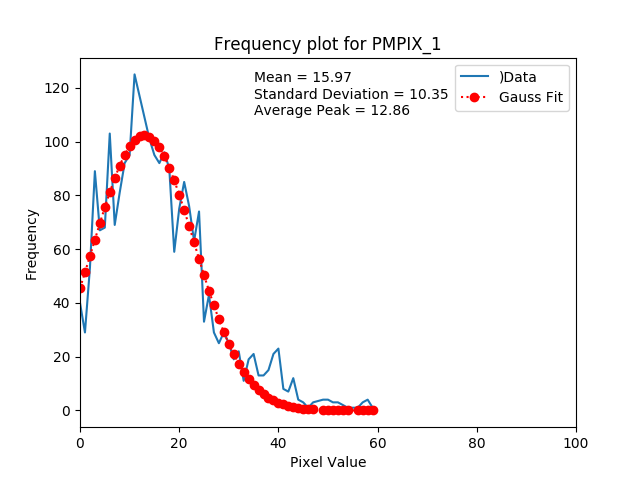 Frequency plot for PMPIX_1
Mean = 15.97
Standard Deviation = 10.35
Average Peak = 12.86
)Data
Gauss Fit
Frequency
120
100
80
60
40
20
0
0 20 40 60 80 100
Pixel Value